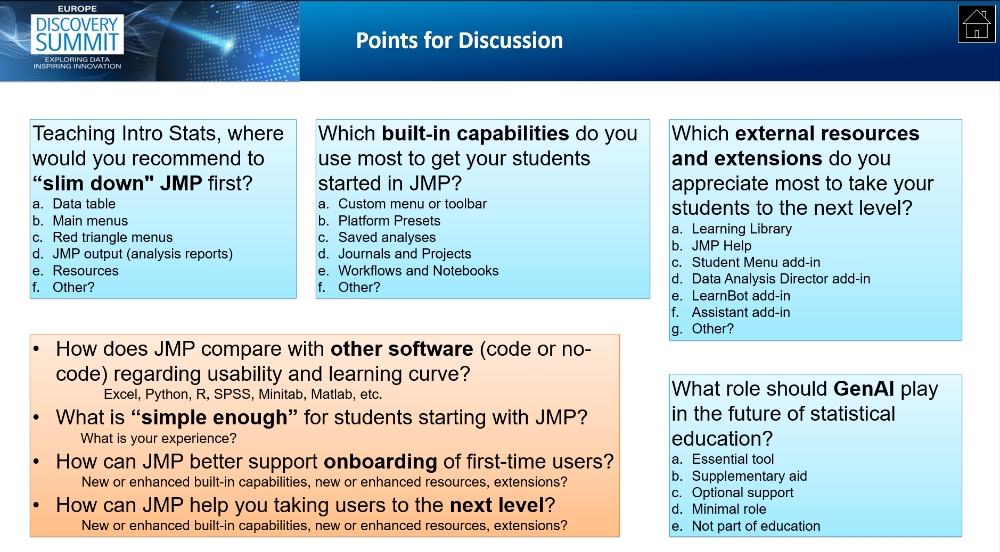 EUROPE
DISCOVERY
SUMMIT
EXPLORING DATA
INSPIRING INNOVATION
Points for Discussion
Teaching Intro Stats, where
would you recommend to
“slim down" JMP first?
a. Data table
b. Main menus
c. Red triangle menus
d. JMP output (analysis reports)
e. Resources
f. Other?
Which built-in capabilities do you
use most to get your students
started in JMP?
a. Custom menu or toolbar
b. Platform Presets
c. Saved analyses
d. Journals and Projects
e. Workflows and Notebooks
f. Other?
Which external resources
and extensions do you
appreciate most to take your
students to the next level?
a. Learning Library
b. JMP Help
c. Student Menu add-in
d. Data Analysis Director add-in
e. LearnBot add-in
f. Assistant add-in
g. Other?
• How does JMP compare with other software (code or no-
code) regarding usability and learning curve?
Excel, Python, R, SPSS, Minitab, Matlab, etc.
• What is “simple enough” for students starting with JMP?
What is your experience?
• How can JMP better support onboarding of first-time users?
New or enhanced built-in capabilities, new or enhanced resources, extensions?
• How can JMP help you taking users to the next level?
New or enhanced built-in capabilities, new or enhanced resources, extensions?
What role should GenAI play
in the future of statistical
education?
a. Essential tool
b. Supplementary aid
c. Optional support
d. Minimal role
e. Not part of education